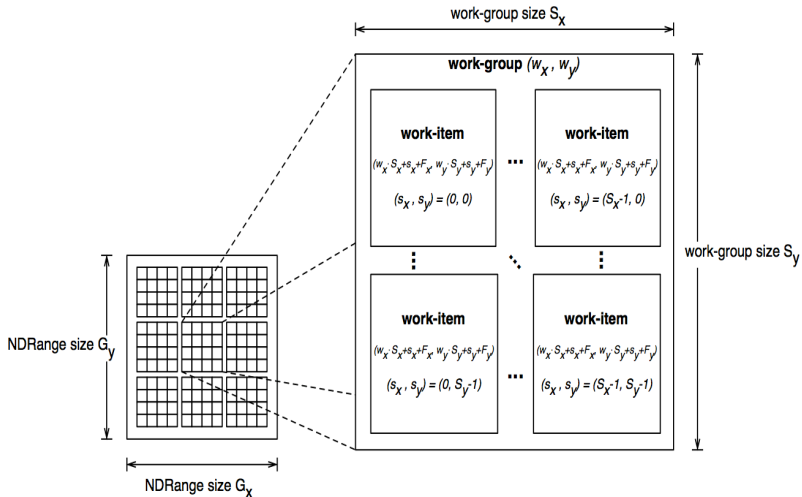 work-group size Sx
work-group (wx , wy)
work-item
(wx·Sx+sx+Fx, wy·Sy+sy+Fy)
(sx , sy) = (0, 0)
...
work-item
(wx·Sx+sx+Fx, wy·Sy+sy+Fy)
(sx , sy) = (Sx-1, 0)
work-group size Sy
work-item
(wx·Sx+sx+Fx, wy·Sy+sy+Fy)
(sx , sy) = (0, Sy-1)
...
work-item
(wx·Sx+sx+Fx, wy·Sy+sy+Fy)
(sx , sy) = (Sx-1, Sy-1)
NDRange size Gy
NDRange size Gx